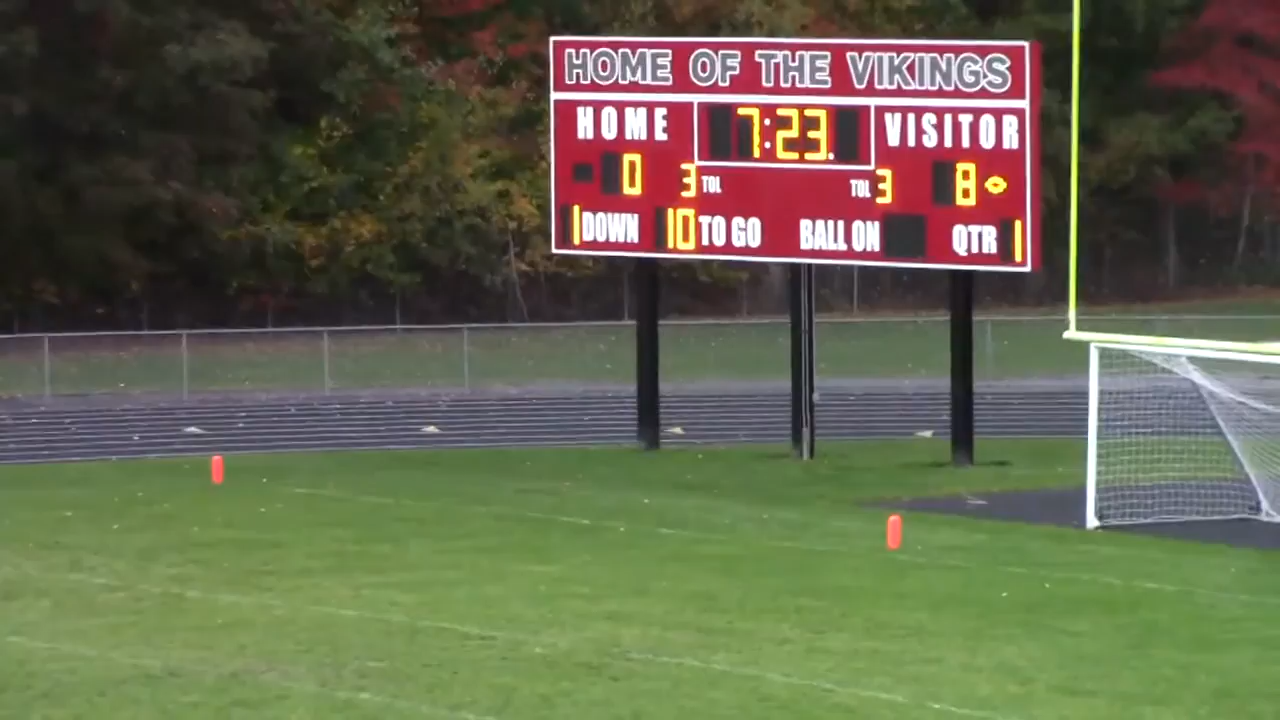 HOME OF THE VIKINGS
HOME 7:23 VISITOR
0 3 TOL TOL 3 8
1 DOWN 10 TO GO BALL ON QTR 1